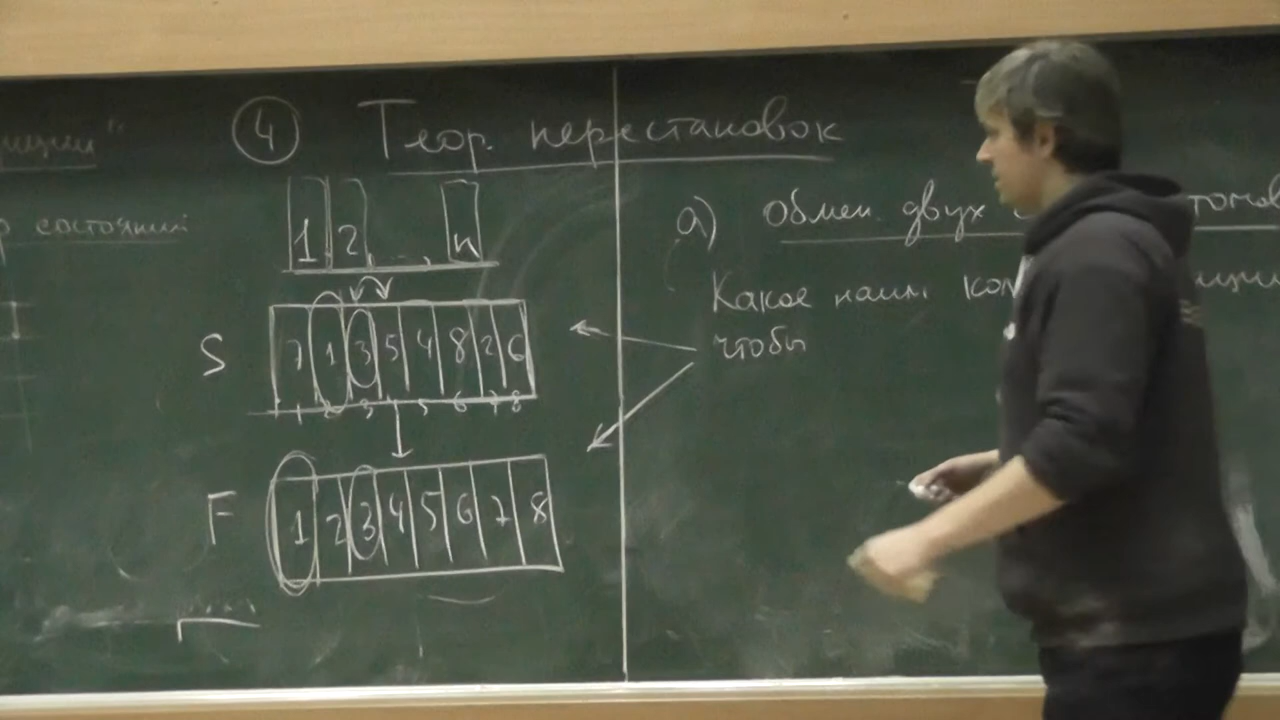 ④ Теор. перестановок
р состояний
1 2 . . . n
S 7 1 3 5 4 8 2 6
1 2 3 5 6 7 8
F 1 2 3 4 5 6 7 8
а) Обмен двух
Какое наим
чтобы